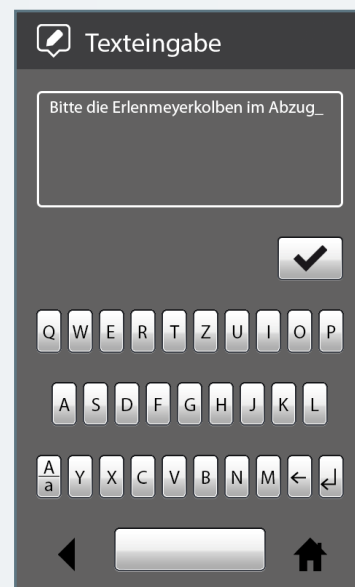 Texteingabe
Bitte die Erlenmeyerkolben im Abzug_
Q W E R T Z U I O P
A S D F G H J K L
A
a Y X C V B N M ← ↵